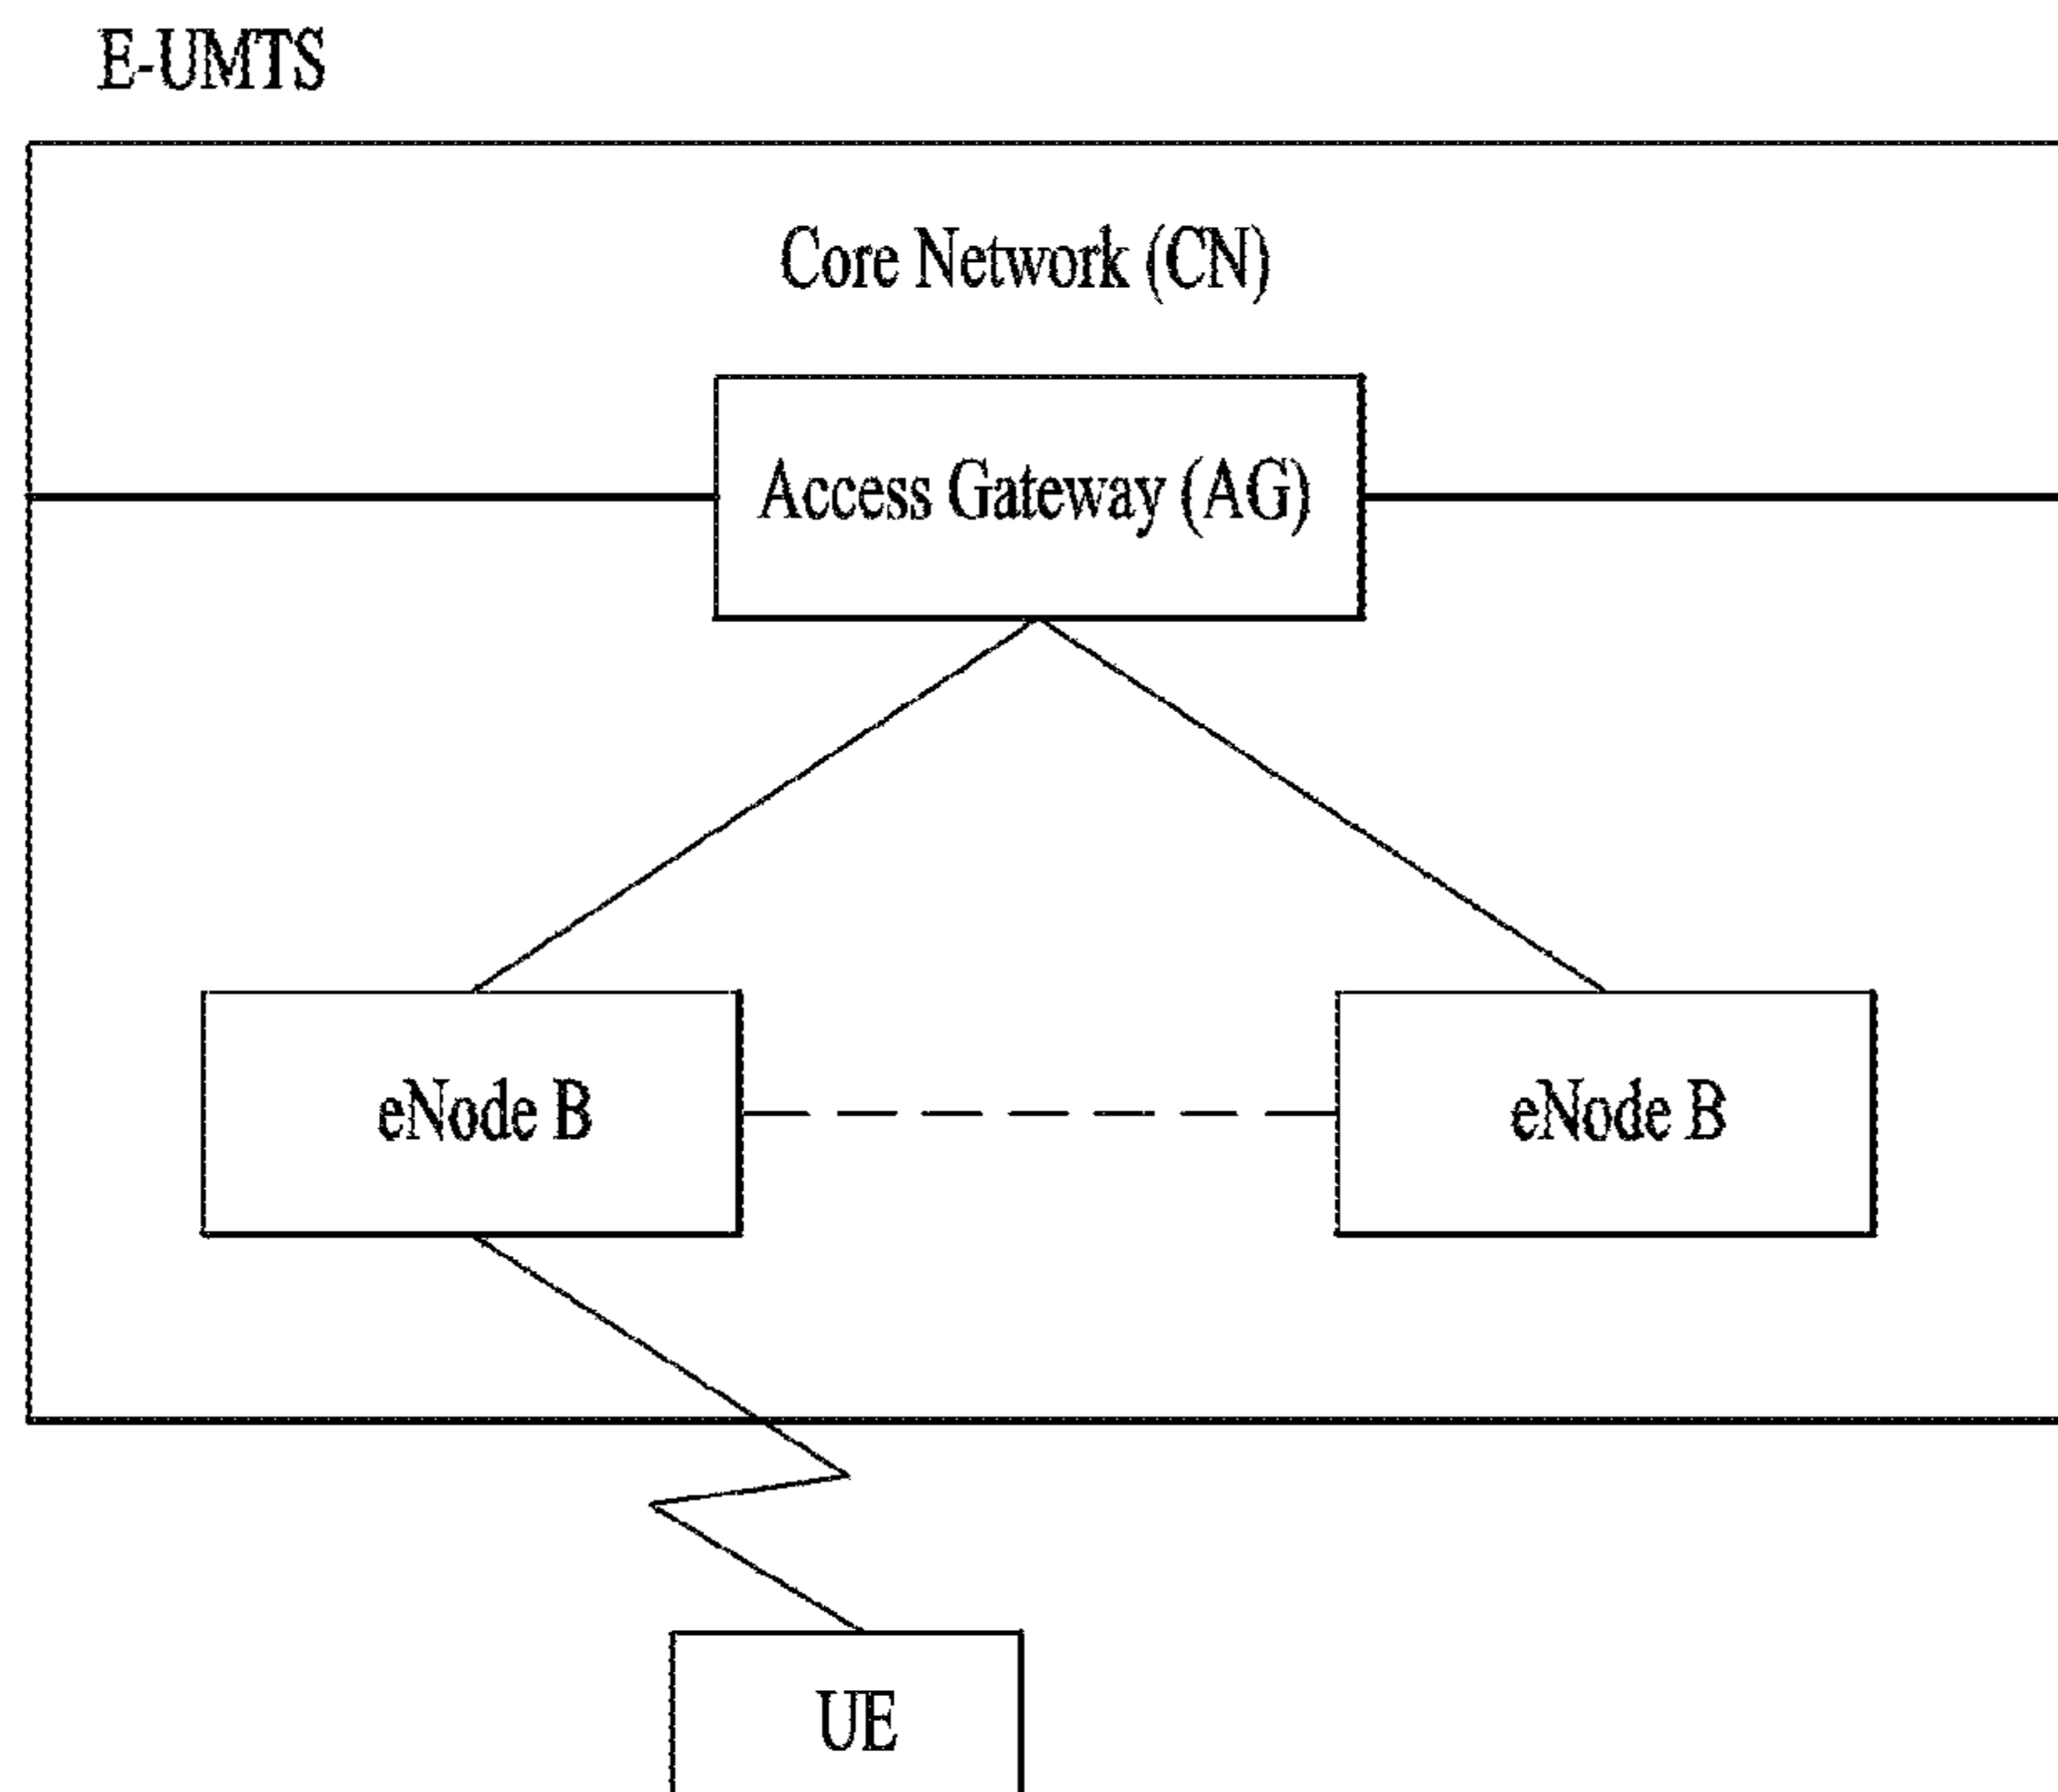 E-UMTS
Core Network (CN)
Access Gateway (AG)
eNode B
eNode B
UE